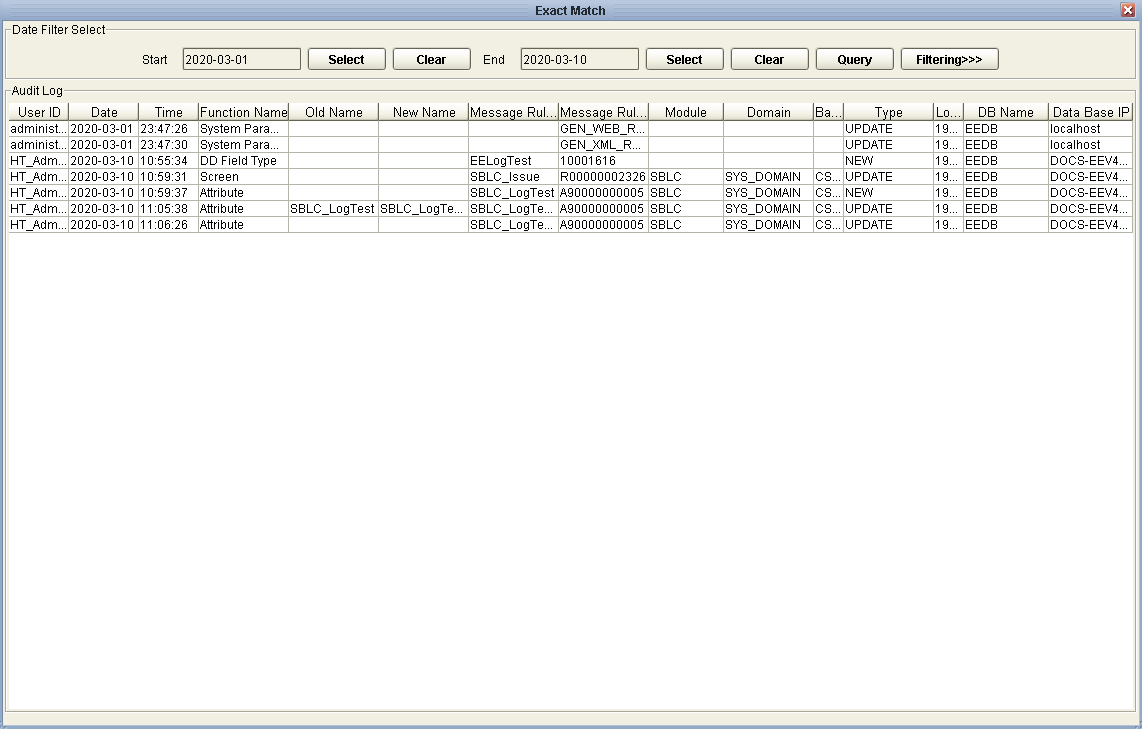 Exact Match
Date Filter Select
Start 2020-03-01 Select Clear End 2020-03-10 Select Clear Query Filtering>>>
Audit Log
User ID Date Time Function Name Old Name New Name Message Rul... Message Rul... Module Domain Ba... Type Lo... DB Name Data Base IP
administ... 2020-03-01 23:47:26 System Para... GEN_WEB_R... UPDATE 19... EEDB localhost
administ... 2020-03-01 23:47:30 System Para... GEN_XML_R... UPDATE 19... EEDB localhost
HT_Adm... 2020-03-10 10:55:34 DD Field Type EELogTest 10001616 NEW 19... EEDB DOCS-EEV4...
HT_Adm... 2020-03-10 10:59:31 Screen SBLC_Issue R00000002326 SBLC SYS_DOMAIN CS... UPDATE 19... EEDB DOCS-EEV4...
HT_Adm... 2020-03-10 10:59:37 Attribute SBLC_LogTest A90000000005 SBLC SYS_DOMAIN CS... NEW 19... EEDB DOCS-EEV4...
HT_Adm... 2020-03-10 11:05:38 Attribute SBLC_LogTest SBLC_LogTe... SBLC_LogTe... A90000000005 SBLC SYS_DOMAIN CS... UPDATE 19... EEDB DOCS-EEV4...
HT_Adm... 2020-03-10 11:06:26 Attribute SBLC_LogTe... A90000000005 SBLC SYS_DOMAIN CS... UPDATE 19... EEDB DOCS-EEV4...